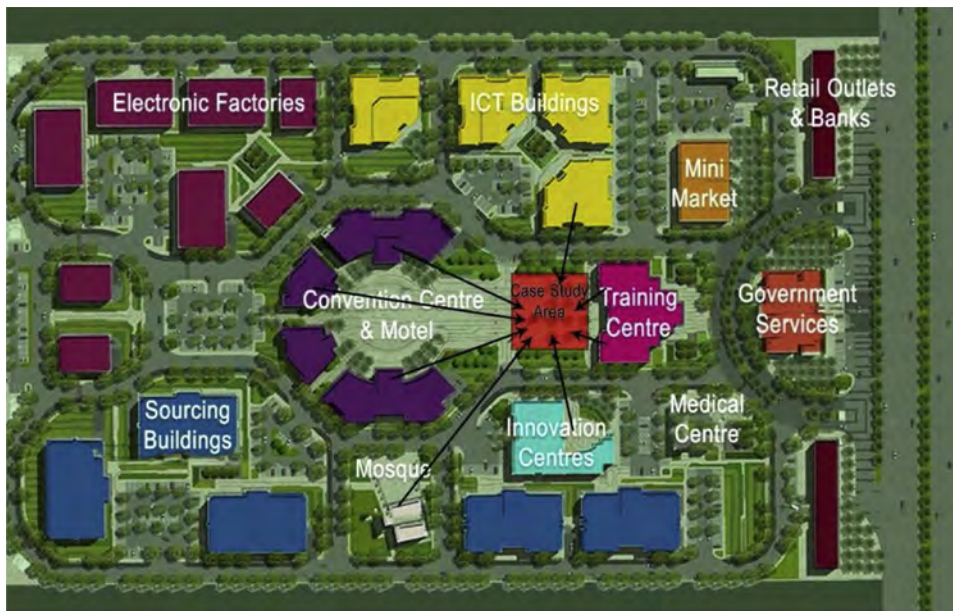 Electronic Factories
ICT Buildings
Retail Outlets
& Banks
Mini
Market
Convention Centre
& Motel
Case Study
Area
Training
Centre
Government
Services
Sourcing
Buildings
Mosque
Innovation
Centres
Medical
Centre